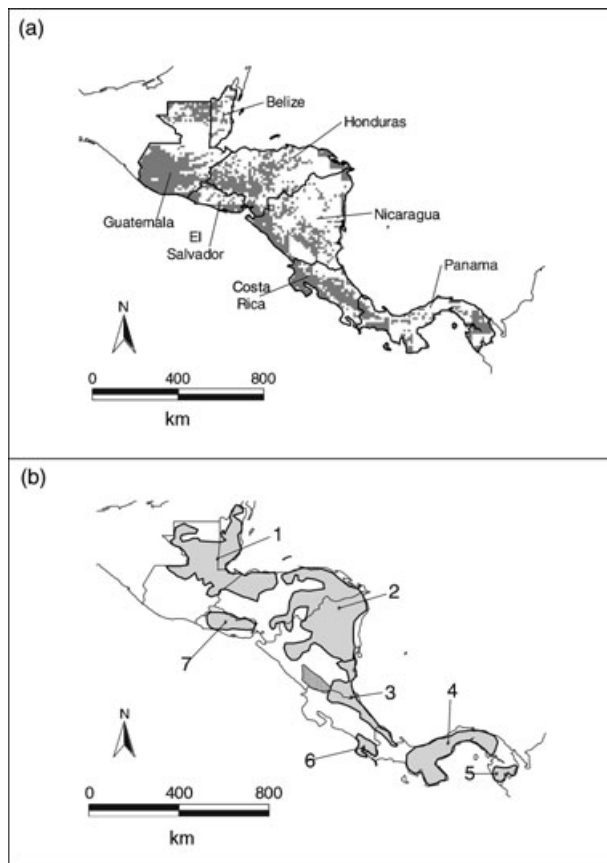 (a)
Belize
Honduras
Guatemala
El
Salvador
Nicaragua
Costa
Rica
Panama
N
0 400 800
km
(b)
1
2
7
3
4
6
5
N
0 400 800
km